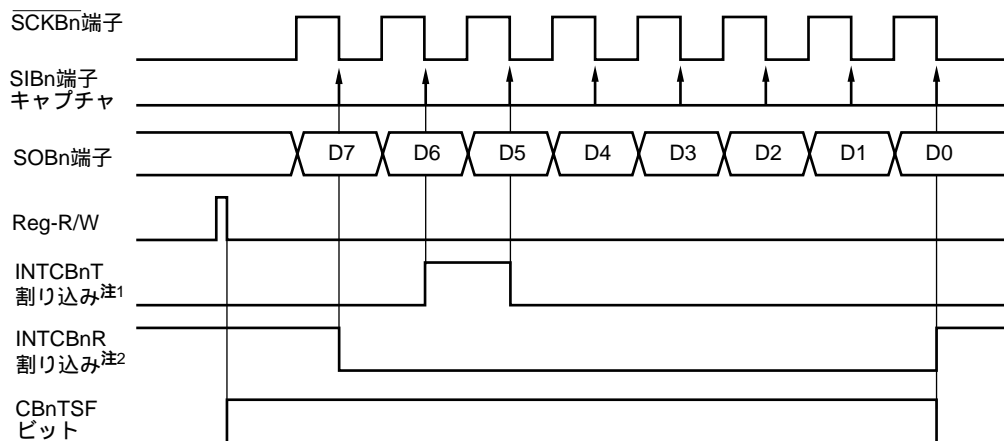 SCKBn端子
SIBn端子
キャプチャ
SOBn端子
D7 D6 D5 D4 D3 D2 D1 D0
Reg-R/W
INTCBnT
割り込み注1
INTCBnR
割り込み注2
CBnTSF
ビット